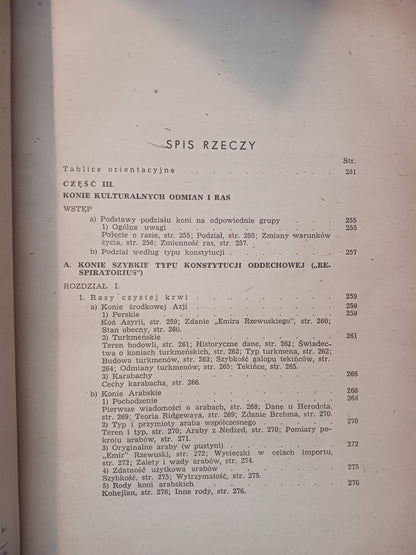 SPIS RZECZY
Str.
Tablice orientacyjne . . . . . . . . 251
CZĘŚĆ III.
KONIE KULTURALNYCH ODMIAN I RAS
WSTĘP
a) Podstawy podziału koni na odpowiednie grupy . . . 255
1) Ogólne uwagi . . . . . . . . 255
Pojęcie o rasie, str. 255; Podział, str. 255; Zmiany warunków
życia, str. 256; Zmienność ras, str. 257.
b) Podział według typu konstytucji . . . . . 257
A. KONIE SZYBKIE TYPU KONSTYTUCJI ODDECHOWEJ („RE-
SPIRATORIUS")
ROZDZIAŁ I.
1. Rasy czystej krwi . . . . . . . 259
a) Konie środkowej Azji . . . . . . 259
1) Perskie . . . . . . . . 259
Koń Asyrii, str. 259; Zdanie „Emira Rzewuskiego", str. 260;
Stan obecny, str. 260.
2) Turkmeńskie . . . . . . . 261
Teren hodowli, str. 261; Historyczne dane, str. 261; Świadec-
twa o koniach turkmeńskich, str. 262; Typ turkmena, str. 262;
Budowa turkmenów, str. 263; Szybkość galopu tekińców, str.
264; Odmiany turkmenów, str. 265; Tekińce, str. 265.
3) Karabachy . . . . . . . 266
Cechy karabacha, str. 266.
b) Konie Arabskie . . . . . . . 268
1) Pochodzenie . . . . . . . 268
Pierwsze wiadomości o arabach, str. 268; Dane u Herodota,
str. 269; Teoria Ridgewaya, str. 269; Zdanie Brehma, str. 270.
2) Typ i przymioty araba współczesnego . . . . 270
Teren i typ, str. 270; Araby z Nedżed, str. 270; Pomiary po-
kroju arabów, str. 271.
3) Oryginalne araby (w pustyni) . . . . . 272
„Emir" Rzewuski, str. 272; Wycieczki w celach importu,
str. 272; Zalety i wady arabów, str. 274.
4) Zdatność użytkowa arabów . . . . . 275
Szybkość, str. 275; Wytrzymałość, str. 275.
5) Rody koni arabskich . . . . . . 276
Kohejlan, str. 276; Inne rody, str. 276.